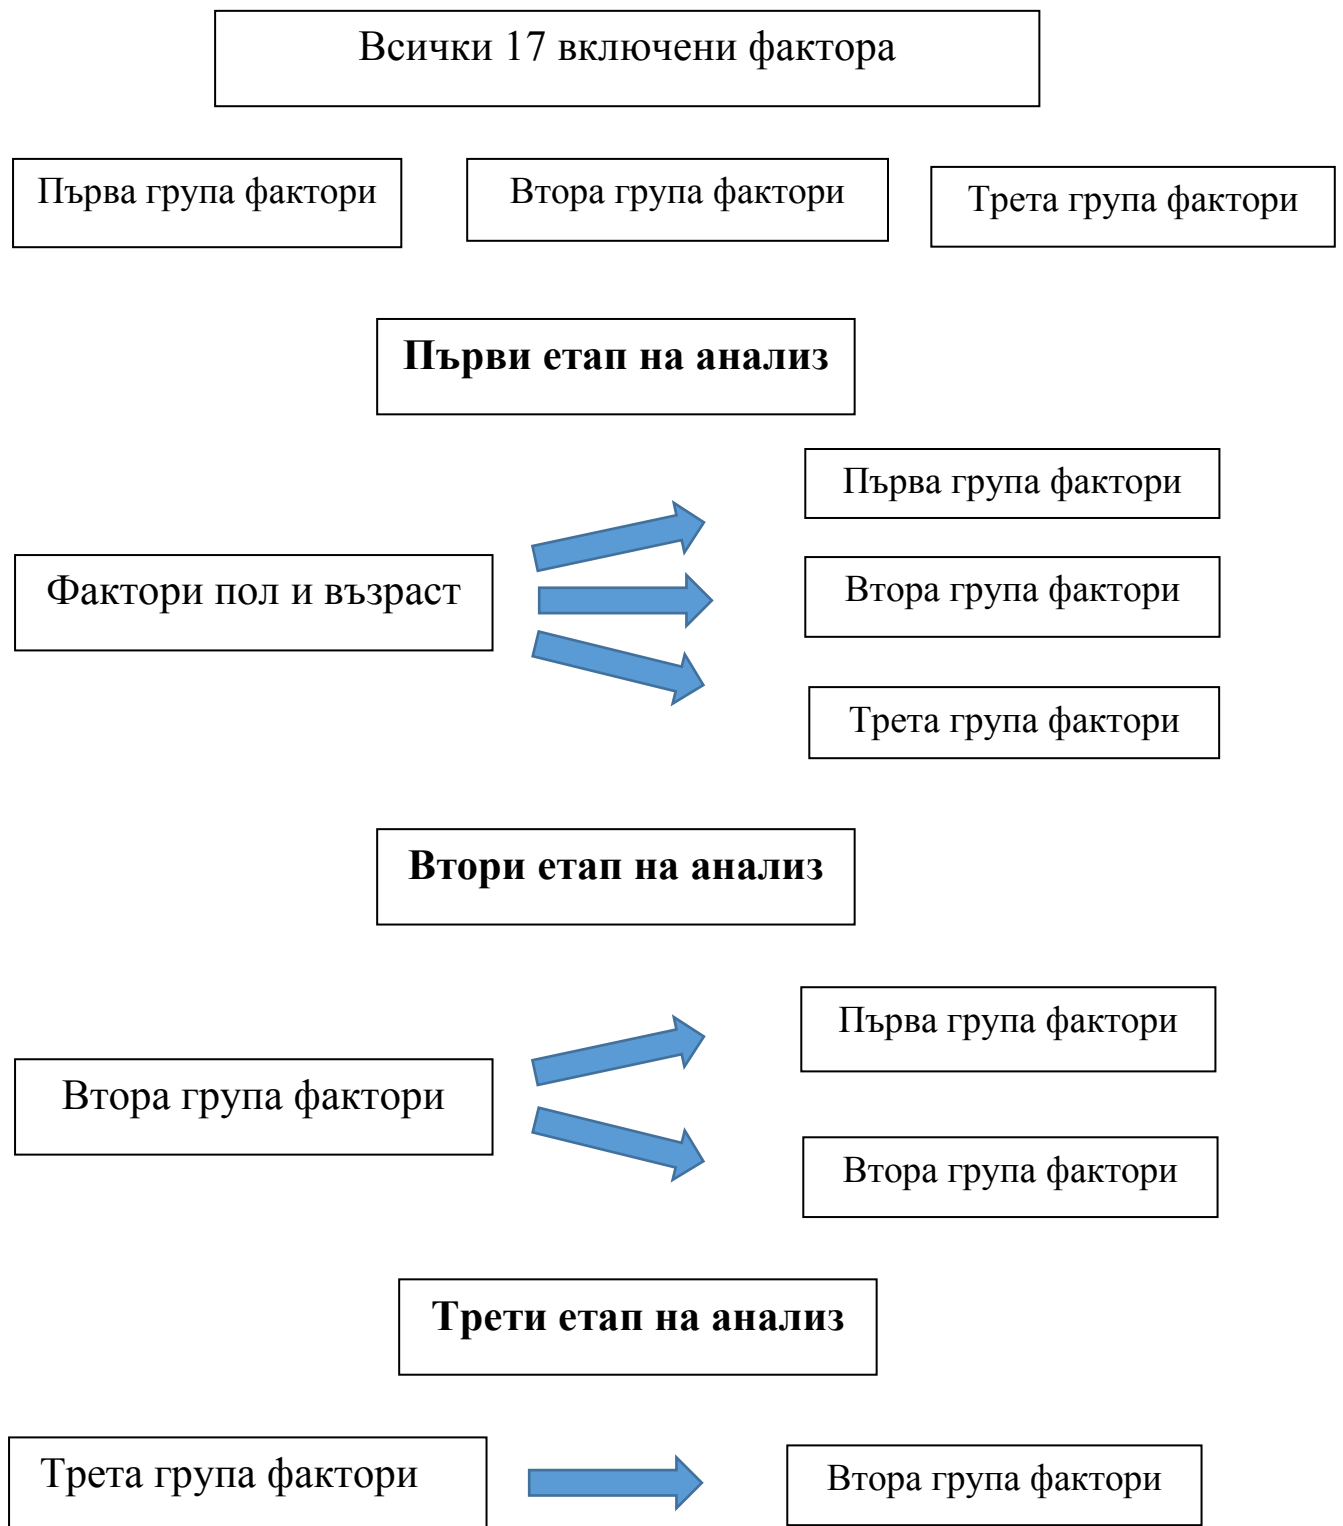 Всички 17 включени фактора
Първа група фактори
Втора група фактори
Трета група фактори
Първи етап на анализ
Фактори пол и възраст
Първа група фактори
Втора група фактори
Трета група фактори
Втори етап на анализ
Втора група фактори
Първа група фактори
Втора група фактори
Трети етап на анализ
Трета група фактори
Втора група фактори